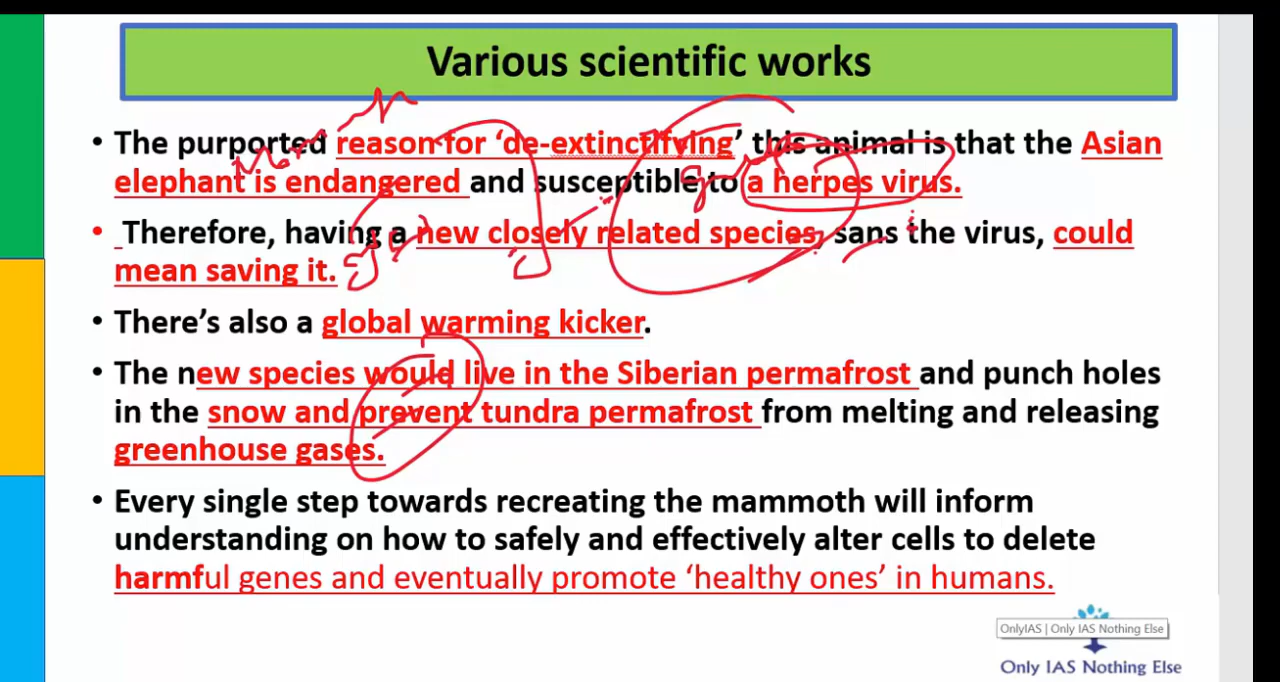 Various scientific works
• The purported reason for ‘de-extinctifying’ this animal is that the Asian
elephant is endangered and susceptible to a herpes virus.
• Therefore, having a new closely related species, sans the virus, could
mean saving it.
• There’s also a global warming kicker.
• The new species would live in the Siberian permafrost and punch holes
in the snow and prevent tundra permafrost from melting and releasing
greenhouse gases.
• Every single step towards recreating the mammoth will inform
understanding on how to safely and effectively alter cells to delete
harmful genes and eventually promote ‘healthy ones’ in humans.
OnlyIAS | Only IAS Nothing Else
Only IAS Nothing Else